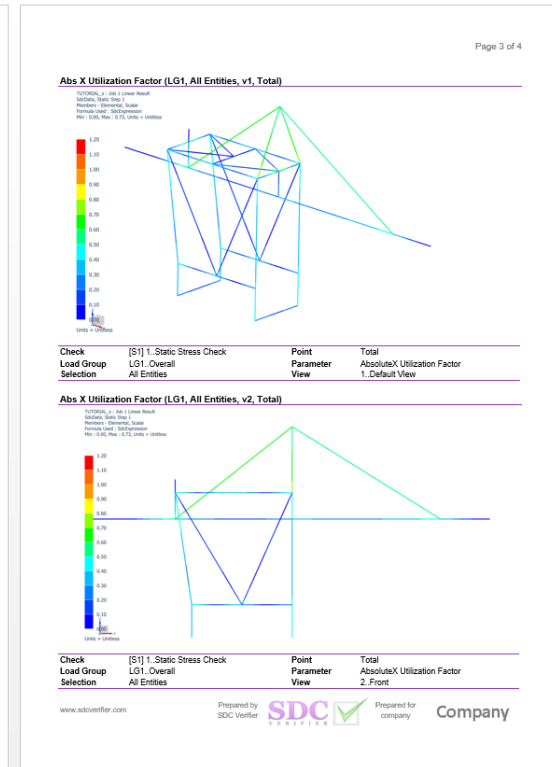 Page 3 of 4
Abs X Utilization Factor (LG1, All Entities, v1, Total)
TUTORIAL_z : Job 1 Linear Result
SdcData, Static Step 1
Members - Elemental, Scalar
Formula Used : SdcExpression
Min : 0.00, Max : 0.73, Units = Unitless
1.20
1.10
1.00
0.90
0.80
0.70
0.60
0.50
0.40
0.30
0.20
0.10
0.00
Units = Unitless
Check [S1] 1..Static Stress Check Point Total
Load Group LG1..Overall Parameter AbsoluteX Utilization Factor
Selection All Entities View 1..Default View
Abs X Utilization Factor (LG1, All Entities, v2, Total)
TUTORIAL_z : Job 1 Linear Result
SdcData, Static Step 1
Members - Elemental, Scalar
Formula Used : SdcExpression
Min : 0.00, Max : 0.73, Units = Unitless
1.20
1.10
1.00
0.90
0.80
0.70
0.60
0.50
0.40
0.30
0.20
0.10
0.00
Units = Unitless
Check [S1] 1..Static Stress Check Point Total
Load Group LG1..Overall Parameter AbsoluteX Utilization Factor
Selection All Entities View 2..Front
www.sdcverifier.com
Prepared by
SDC Verifier
SDC
VERIFIER
Prepared for
company
Company